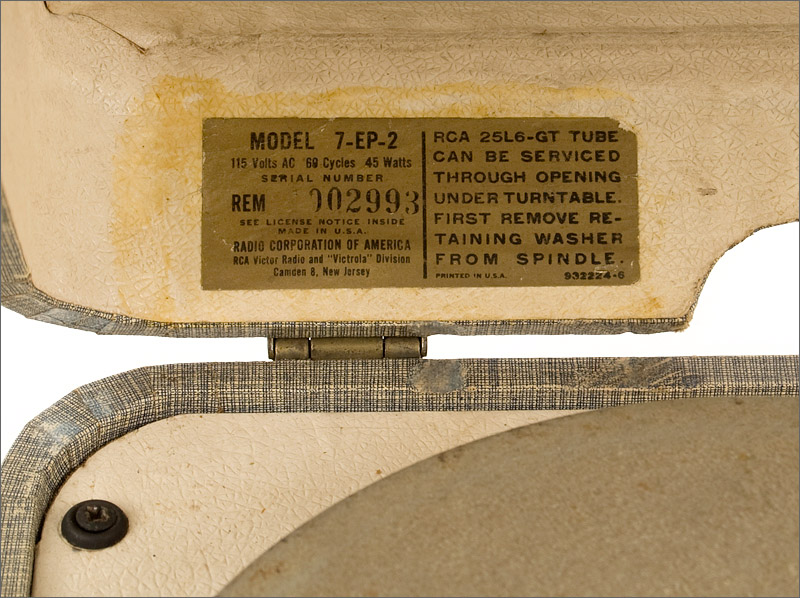 MODEL 7-EP-2
115 Volts AC 60 Cycles 45 Watts
SERIAL NUMBER
REM 002993
SEE LICENSE NOTICE INSIDE
MADE IN U.S.A.
RADIO CORPORATION OF AMERICA
RCA Victor Radio and "Victrola" Division
Camden 8, New Jersey
RCA 25L6-GT TUBE
CAN BE SERVICED
THROUGH OPENING
UNDER TURNTABLE.
FIRST REMOVE RE-
TAINING WASHER
FROM SPINDLE.
PRINTED IN U.S.A. 932224-6